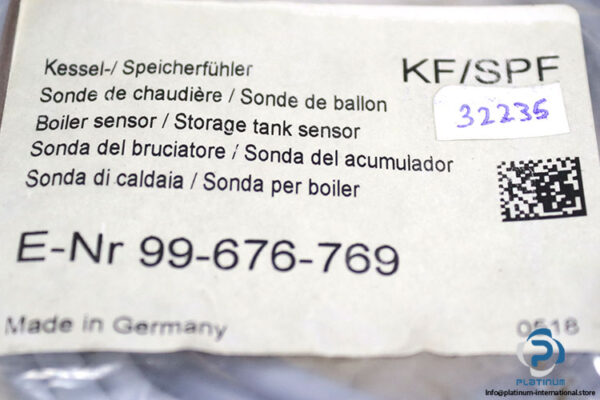 Kessel-/ Speicherfühler
KF/SPF
Sonde de chaudière / Sonde de ballon
32235
Boiler sensor / Storage tank sensor
Sonda del bruciatore / Sonda del acumulador
Sonda di caldaia / Sonda per boiler
E-Nr 99-676-769
Made in Germany
0518
PLATINUM
Info@platinum-international.store